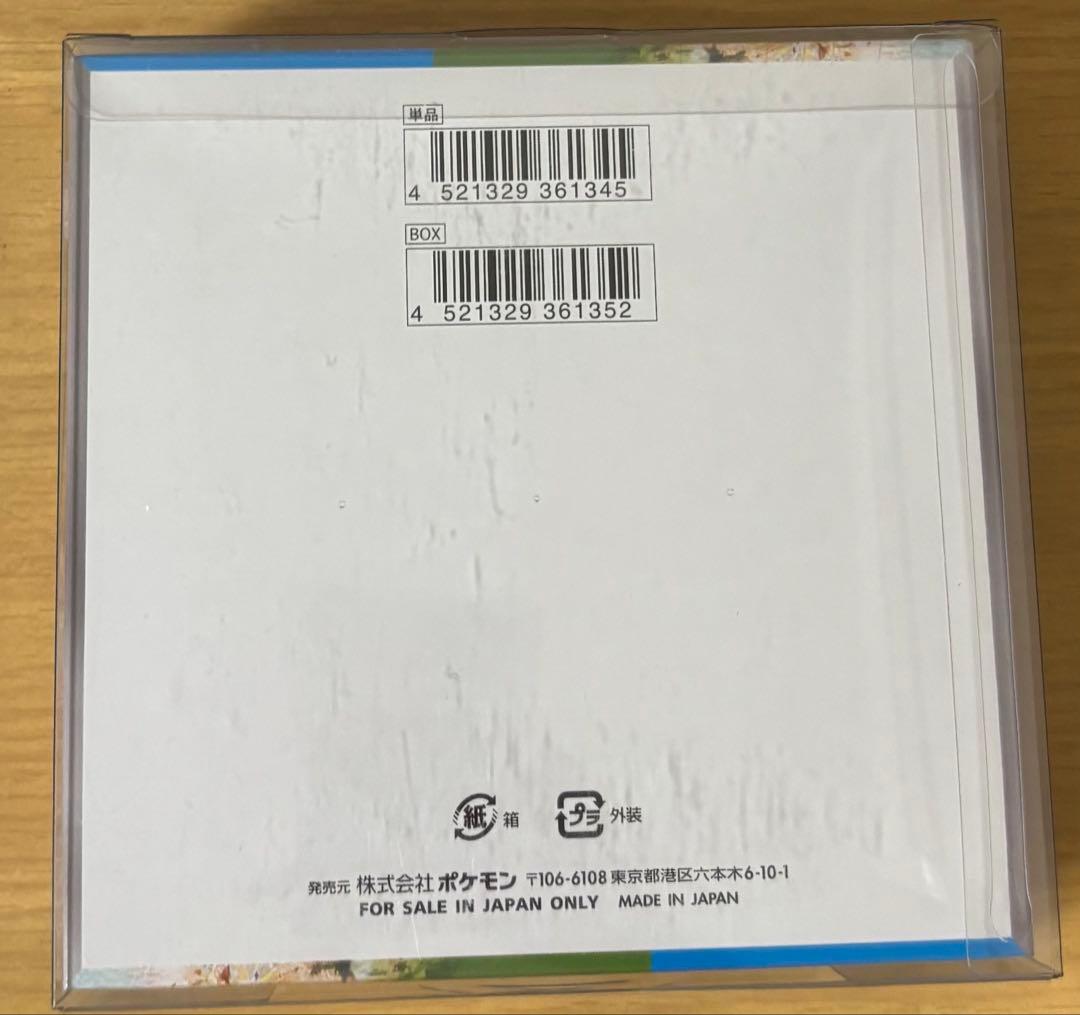 単品
4 521329 361345
BOX
4 521329 361352
紙 箱 プラ 外装
発売元 株式会社ポケモン 〒106-6108 東京都港区六本木6-10-1
FOR SALE IN JAPAN ONLY MADE IN JAPAN